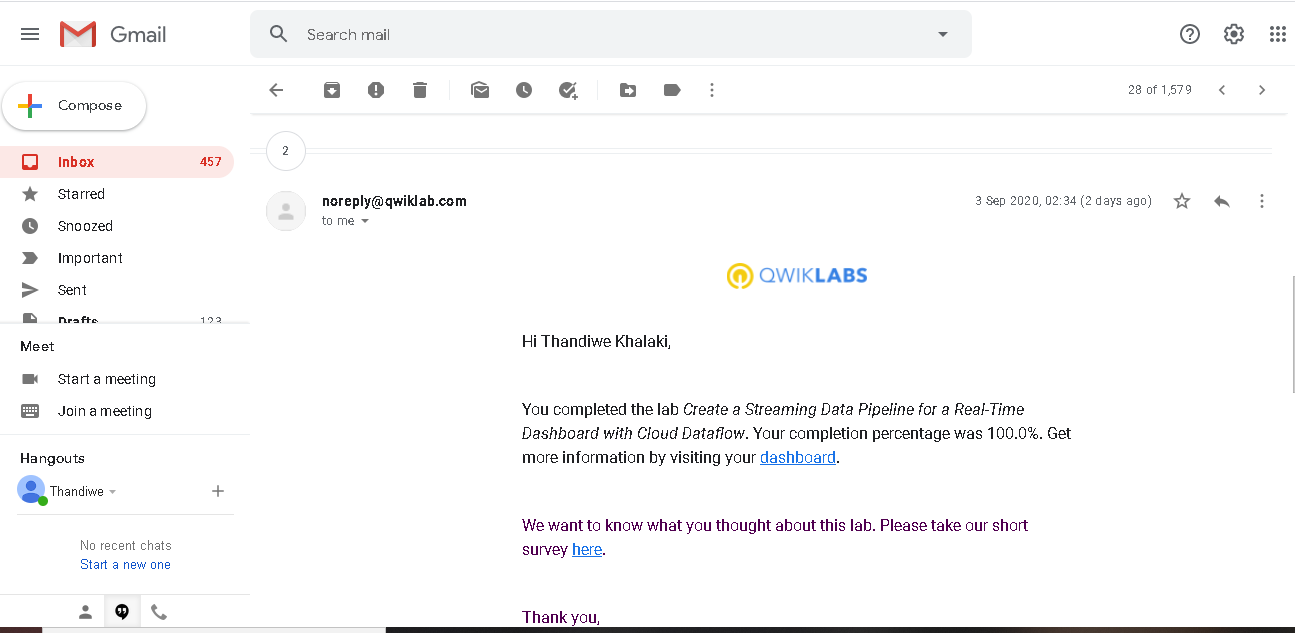 Gmail
Search mail
Compose
28 of 1,579
Inbox 457
Starred
Snoozed
Important
Sent
Drafts 123
Meet
Start a meeting
Join a meeting
Hangouts
Thandiwe
No recent chats
Start a new one
2
noreply@qwiklab.com
3 Sep 2020, 02:34 (2 days ago)
to me
QWIKLABS
Hi Thandiwe Khalaki,
You completed the lab Create a Streaming Data Pipeline for a Real-Time
Dashboard with Cloud Dataflow. Your completion percentage was 100.0%. Get
more information by visiting your dashboard.
We want to know what you thought about this lab. Please take our short
survey here.
Thank you,